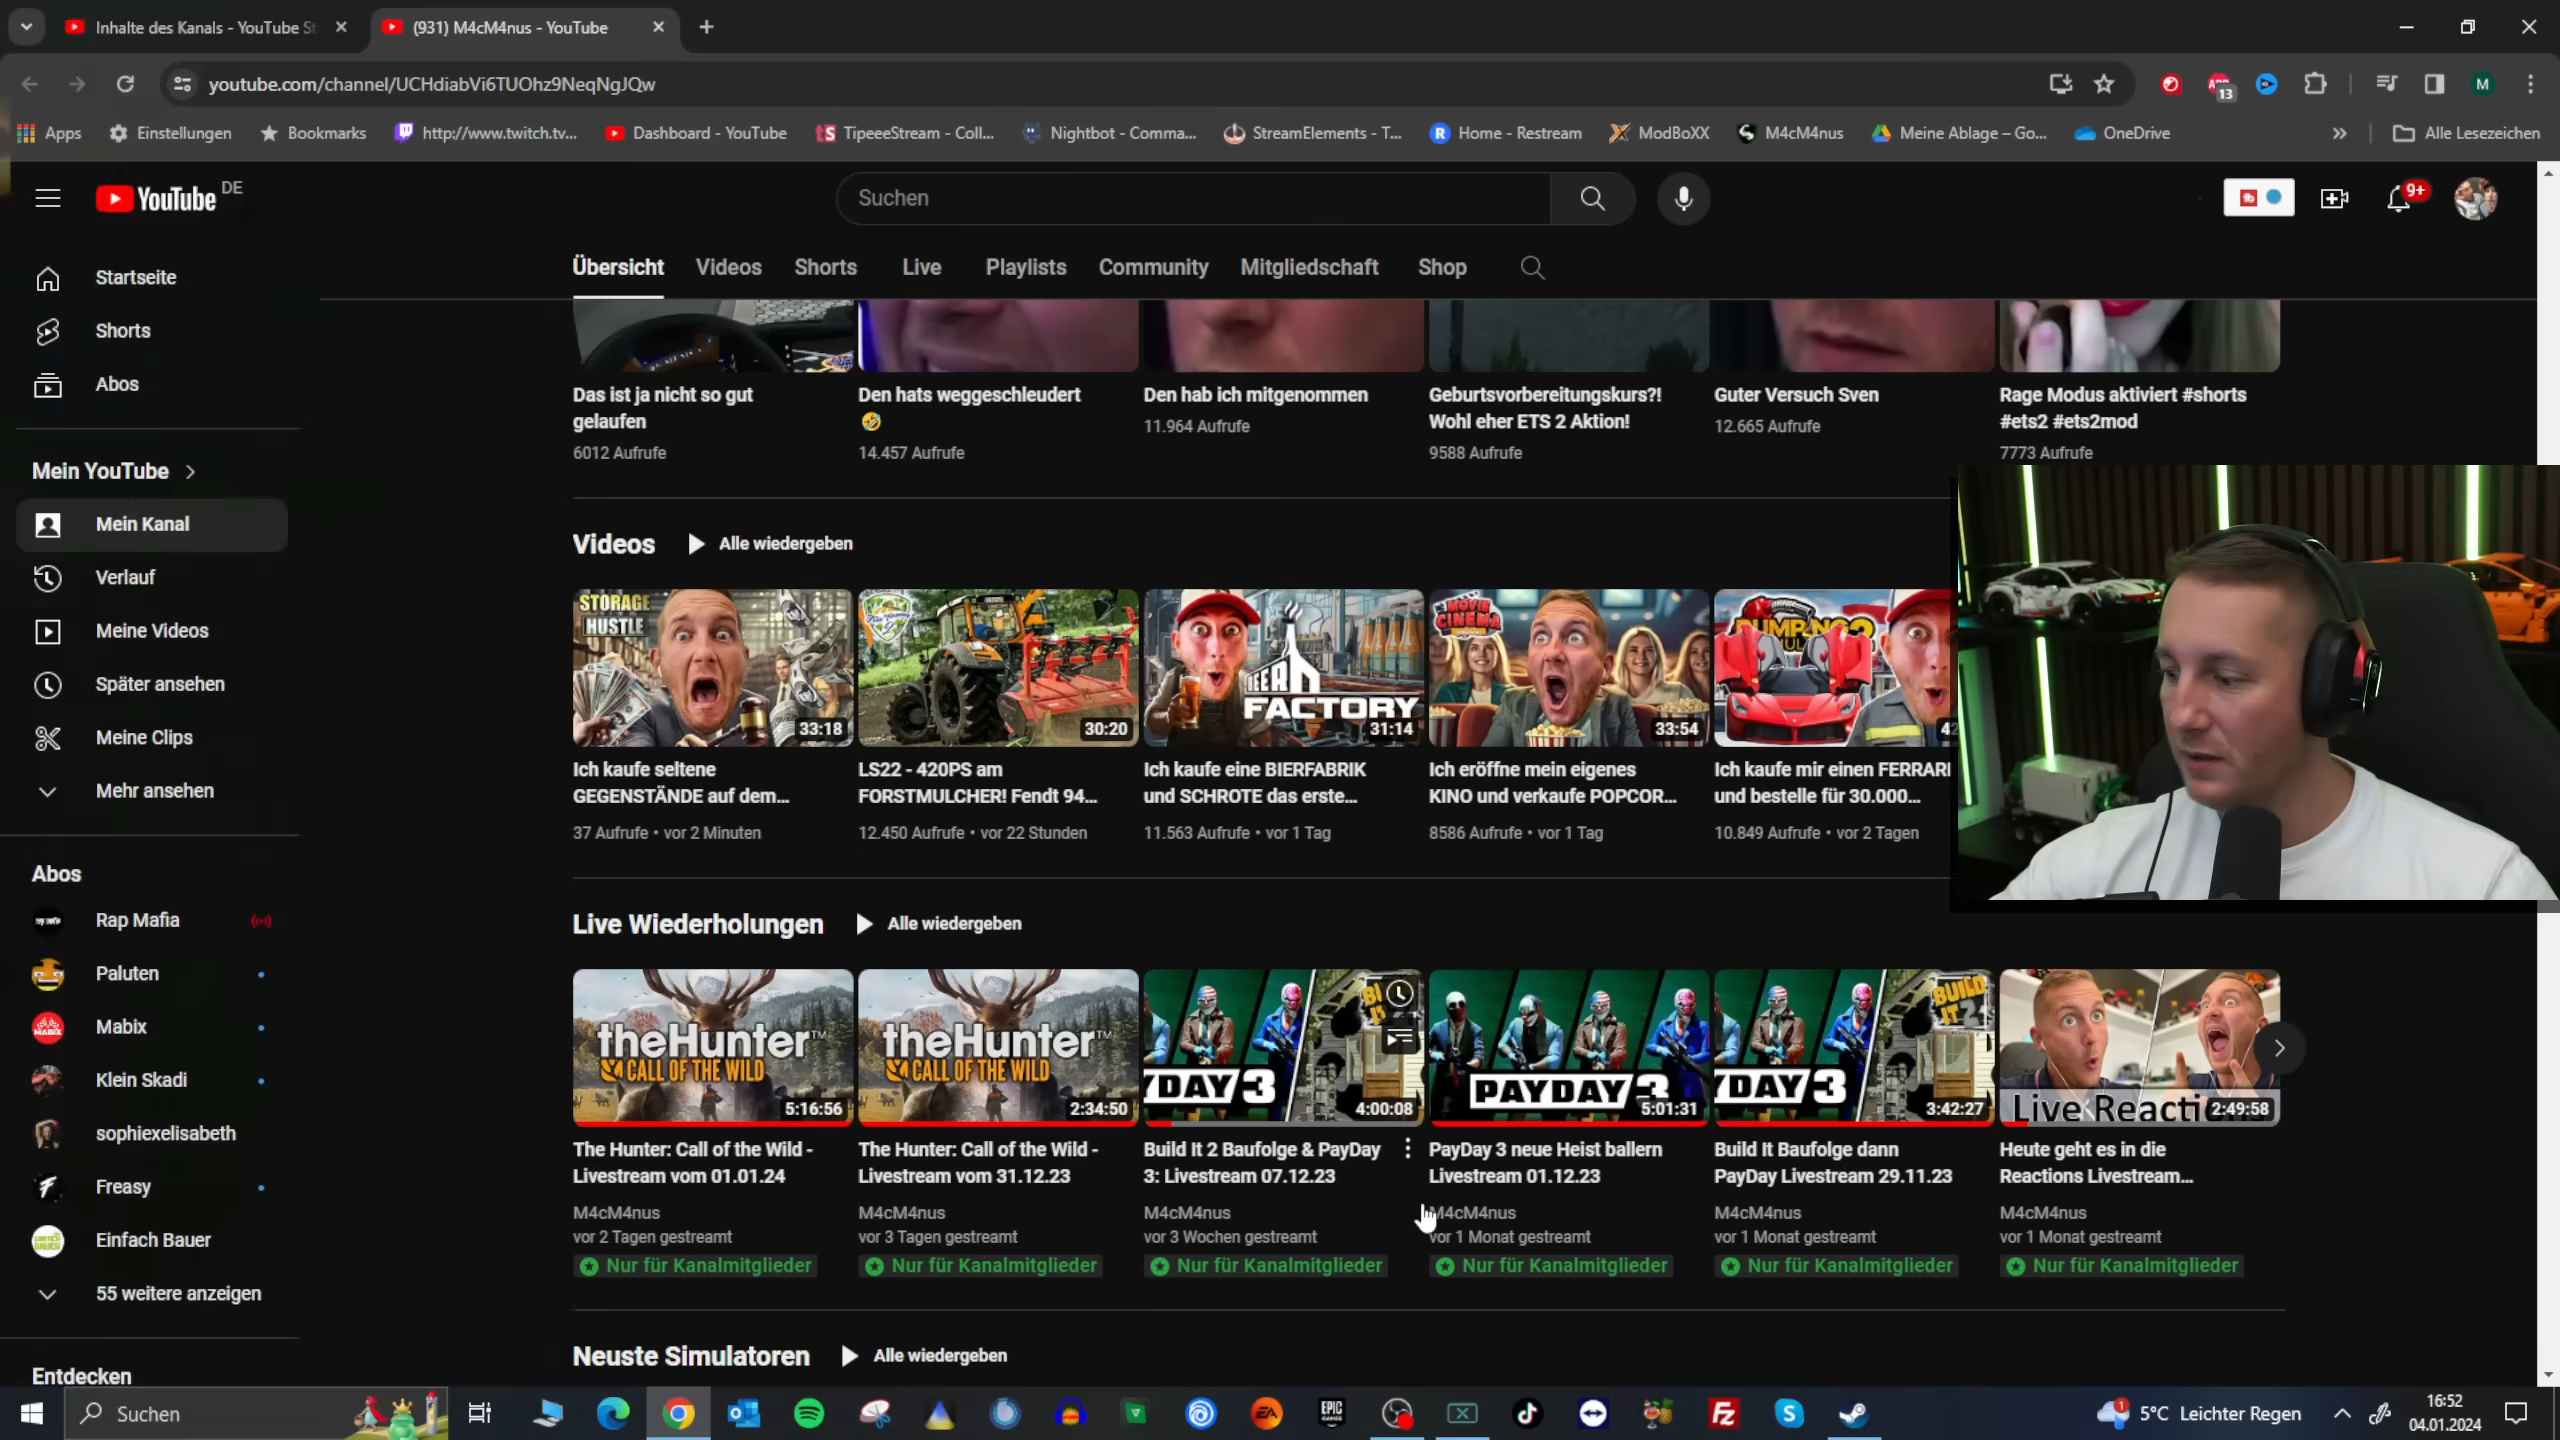 Inhalte des Kanals - YouTube St
(931) M4cM4nus - YouTube
youtube.com/channel/UCHdiabVi6TUOhz9NeqNgJQw
13
M
Apps
Einstellungen
Bookmarks
http://www.twitch.tv...
Dashboard - YouTube
TipeeeStream - Coll...
Nightbot - Comma...
StreamElements - T...
Home - Restream
ModBoXX
M4cM4nus
Meine Ablage – Go...
OneDrive
Alle Lesezeichen
YouTube DE
Suchen
9+
Startseite
Shorts
Abos
Mein YouTube
Mein Kanal
Verlauf
Meine Videos
Später ansehen
Meine Clips
Mehr ansehen
Abos
Rap Mafia
Paluten
Mabix
Klein Skadi
sophiexelisabeth
Freasy
Einfach Bauer
55 weitere anzeigen
Entdecken
Übersicht
Videos
Shorts
Live
Playlists
Community
Mitgliedschaft
Shop
Das ist ja nicht so gut
gelaufen
6012 Aufrufe
Den hats weggeschleudert
🤣
14.457 Aufrufe
Den hab ich mitgenommen
11.964 Aufrufe
Geburtsvorbereitungskurs?!
Wohl eher ETS 2 Aktion!
9588 Aufrufe
Guter Versuch Sven
12.665 Aufrufe
Rage Modus aktiviert #shorts
#ets2 #ets2mod
7773 Aufrufe
Videos
Alle wiedergeben
STORAGE
HUSTLE
33:18
Ich kaufe seltene
GEGENSTÄNDE auf dem...
37 Aufrufe • vor 2 Minuten
30:20
LS22 - 420PS am
FORSTMULCHER! Fendt 94...
12.450 Aufrufe • vor 22 Stunden
BEER
FACTORY
31:14
Ich kaufe eine BIERFABRIK
und SCHROTE das erste...
11.563 Aufrufe • vor 1 Tag
MOVIE
CINEMA
33:54
Ich eröffne mein eigenes
KINO und verkaufe POPCOR...
8586 Aufrufe • vor 1 Tag
42
Ich kaufe mir einen FERRARI
und bestelle für 30.000...
10.849 Aufrufe • vor 2 Tagen
Live Wiederholungen
Alle wiedergeben
theHunter™
CALL OF THE WILD
5:16:56
The Hunter: Call of the Wild -
Livestream vom 01.01.24
M4cM4nus
vor 2 Tagen gestreamt
Nur für Kanalmitglieder
theHunter™
CALL OF THE WILD
2:34:50
The Hunter: Call of the Wild -
Livestream vom 31.12.23
M4cM4nus
vor 3 Tagen gestreamt
Nur für Kanalmitglieder
YDAY 3
4:00:08
Build It 2 Baufolge & PayDay
3: Livestream 07.12.23
M4cM4nus
vor 3 Wochen gestreamt
Nur für Kanalmitglieder
PAYDAY 3
5:01:31
PayDay 3 neue Heist ballern
Livestream 01.12.23
M4cM4nus
vor 1 Monat gestreamt
Nur für Kanalmitglieder
BUILD
IT 2
YDAY 3
3:42:27
Build It Baufolge dann
PayDay Livestream 29.11.23
M4cM4nus
vor 1 Monat gestreamt
Nur für Kanalmitglieder
Live Reacti
2:49:58
Heute geht es in die
Reactions Livestream...
M4cM4nus
vor 1 Monat gestreamt
Nur für Kanalmitglieder
Neuste Simulatoren
Alle wiedergeben
Suchen
EA
EPIC
GAMES
Fz
1
5°C Leichter Regen
16:52
04.01.2024